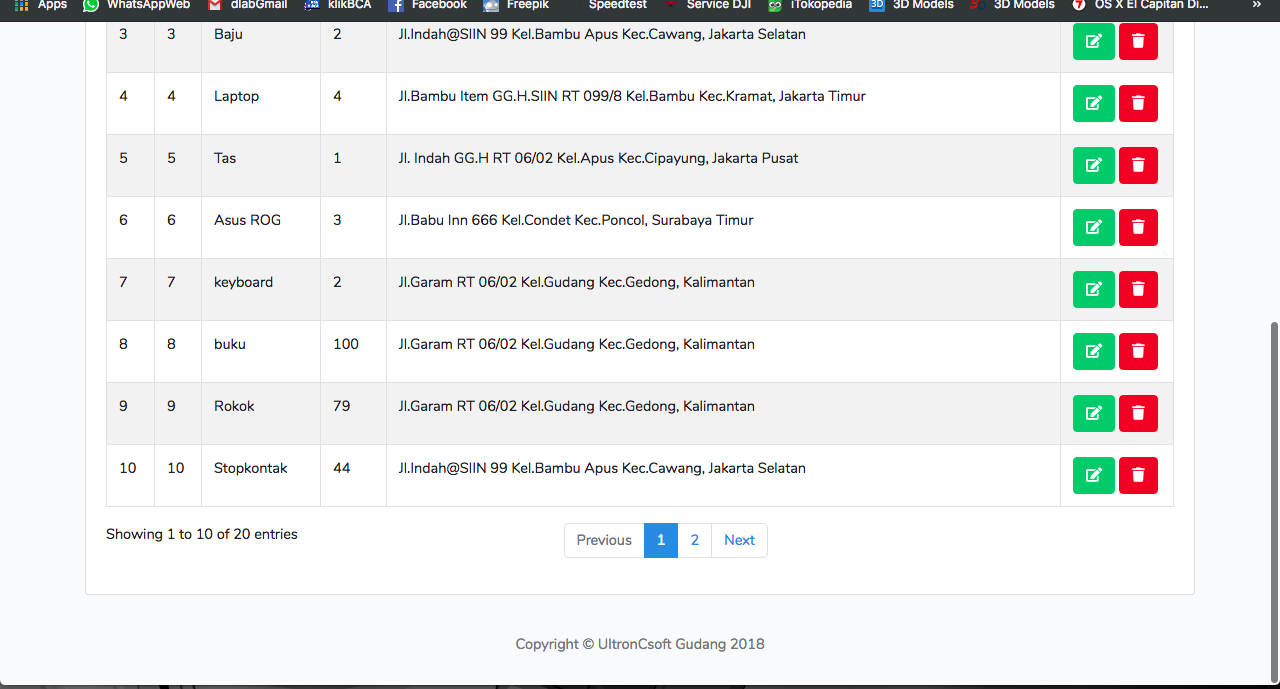 Apps WhatsAppWeb dlabGmail klikBCA Facebook Freepik Speedtest Service DJI iTokopedia 3D Models 3D Models OS X El Capitan Di... »
3 3 Baju 2 Jl.Indah@SIIN 99 Kel.Bambu Apus Kec.Cawang, Jakarta Selatan
4 4 Laptop 4 Jl.Bambu Item GG.H.SIIN RT 099/8 Kel.Bambu Kec.Kramat, Jakarta Timur
5 5 Tas 1 Jl. Indah GG.H RT 06/02 Kel.Apus Kec.Cipayung, Jakarta Pusat
6 6 Asus ROG 3 Jl.Babu Inn 666 Kel.Condet Kec.Poncol, Surabaya Timur
7 7 keyboard 2 Jl.Garam RT 06/02 Kel.Gudang Kec.Gedong, Kalimantan
8 8 buku 100 Jl.Garam RT 06/02 Kel.Gudang Kec.Gedong, Kalimantan
9 9 Rokok 79 Jl.Garam RT 06/02 Kel.Gudang Kec.Gedong, Kalimantan
10 10 Stopkontak 44 Jl.Indah@SIIN 99 Kel.Bambu Apus Kec.Cawang, Jakarta Selatan
Showing 1 to 10 of 20 entries
Previous 1 2 Next
Copyright © UltronCsoft Gudang 2018